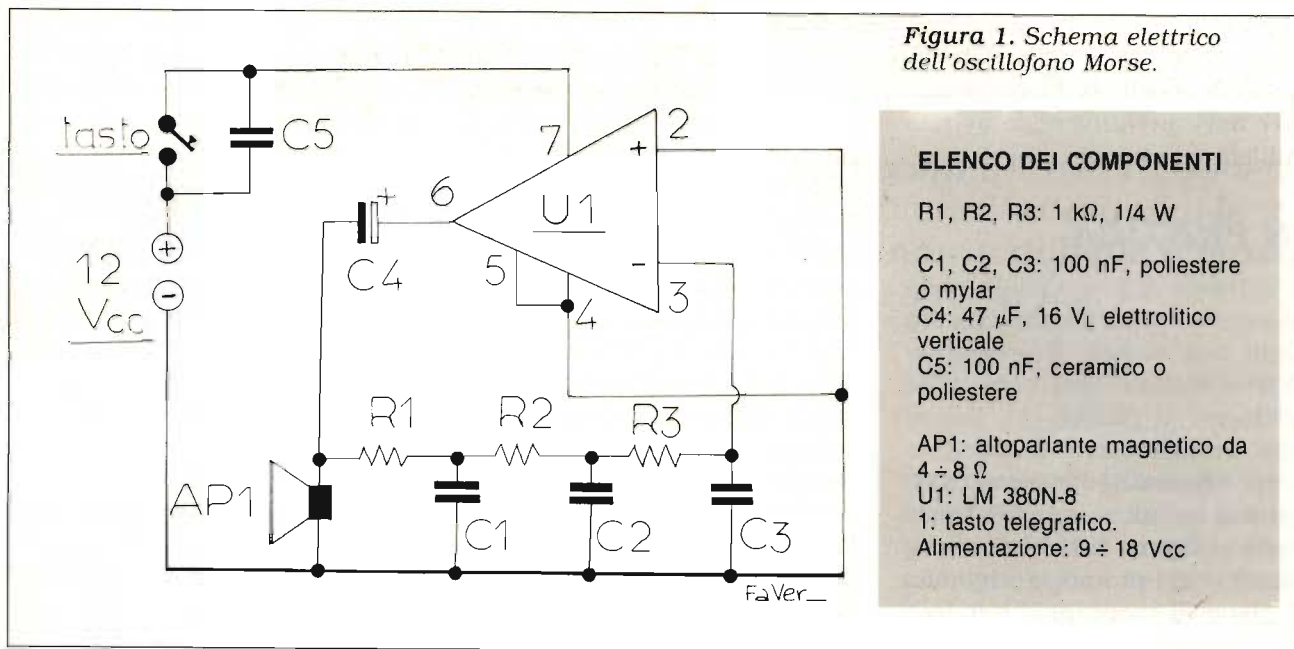 Figura 1. Schema elettrico
dell'oscillofono Morse.
tasto
C5
7
2
+
6
U1
+
C4
5
-
3
4
+
12
-
Vcc
R1
R2
R3
AP1
C1
C2
C3
FaVer_
ELENCO DEI COMPONENTI
R1, R2, R3: 1 kΩ, 1/4 W
C1, C2, C3: 100 nF, poliestere
o mylar
C4: 47 μF, 16 VL elettrolitico
verticale
C5: 100 nF, ceramico o
poliestere
AP1: altoparlante magnetico da
4÷8 Ω
U1: LM 380N-8
1: tasto telegrafico.
Alimentazione: 9÷18 Vcc